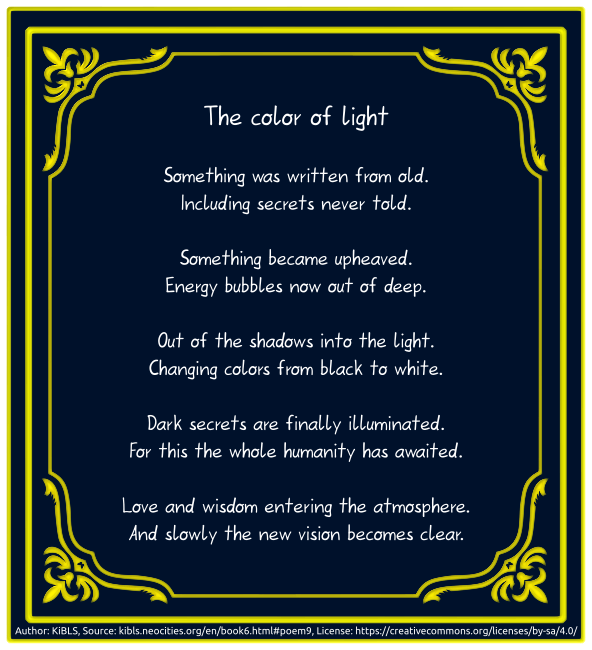 The color of light
Something was written from old.
Including secrets never told.
Something became upheaved.
Energy bubbles now out of deep.
Out of the shadows into the light.
Changing colors from black to white.
Dark secrets are finally illuminated.
For this the whole humanity has awaited.
Love and wisdom entering the atmosphere.
And slowly the new vision becomes clear.
Author: KiBLS, Source: kibls.neocities.org/en/book6.html#poem9, License: https://creativecommons.org/licenses/by-sa/4.0/